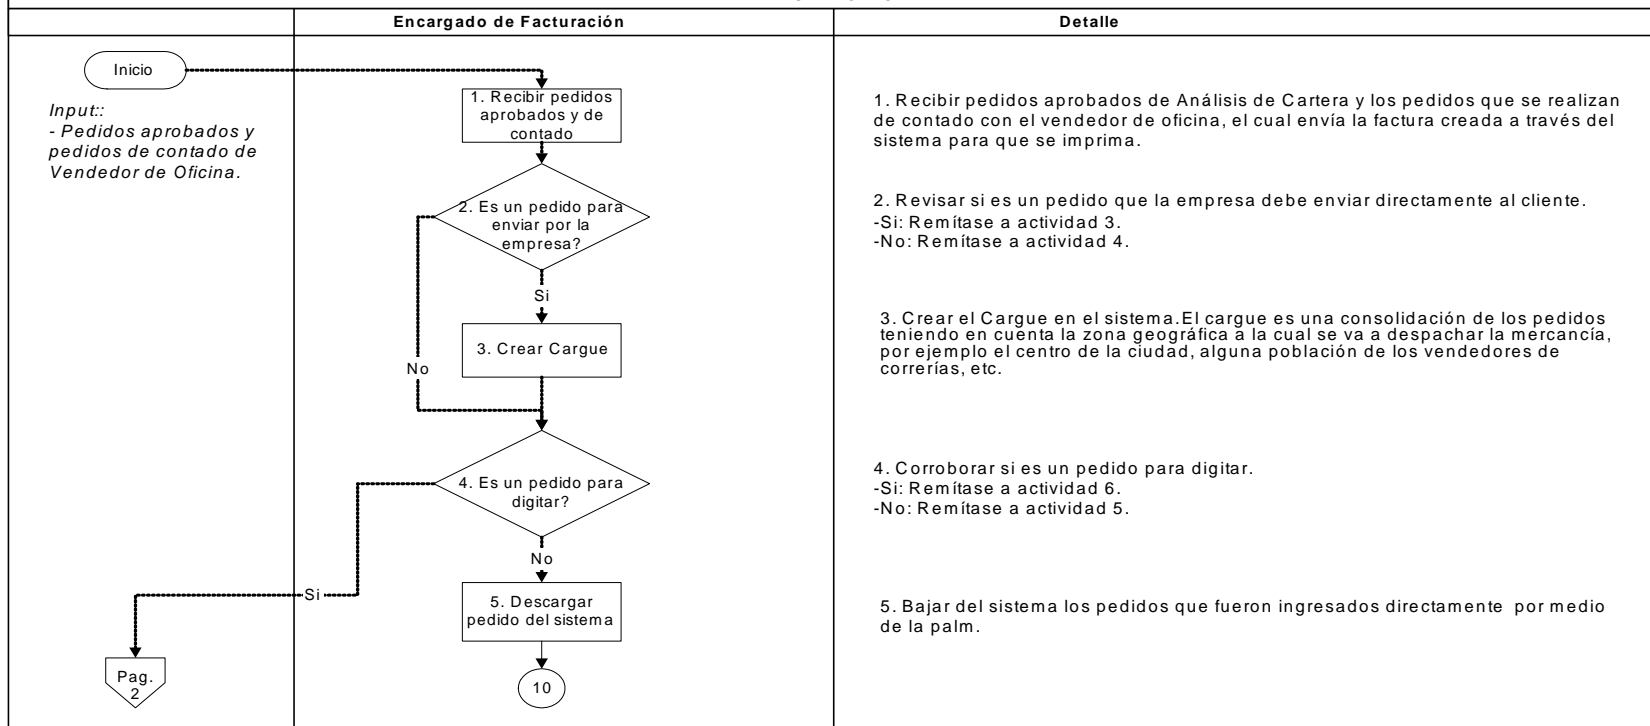 Encargado de Facturación
Detalle
Inicio
Input::
- Pedidos aprobados y
pedidos de contado de
Vendedor de Oficina.
1. Recibir pedidos
aprobados y de
contado
1. Recibir pedidos aprobados de Análisis de Cartera y los pedidos que se realizan
de contado con el vendedor de oficina, el cual envía la factura creada a través del
sistema para que se imprima.
2. Es un pedido para
enviar por la
empresa?
2. Revisar si es un pedido que la empresa debe enviar directamente al cliente.
-Si: Remítase a actividad 3.
-No: Remítase a actividad 4.
Si
No
3. Crear Cargue
3. Crear el Cargue en el sistema.El cargue es una consolidación de los pedidos
teniendo en cuenta la zona geográfica a la cual se va a despachar la mercancía,
por ejemplo el centro de la ciudad, alguna población de los vendedores de
correrías, etc.
4. Es un pedido para
digitar?
4. Corroborar si es un pedido para digitar.
-Si: Remítase a actividad 6.
-No: Remítase a actividad 5.
No
Si
5. Descargar
pedido del sistema
5. Bajar del sistema los pedidos que fueron ingresados directamente por medio
de la palm.
Pag.
2
10